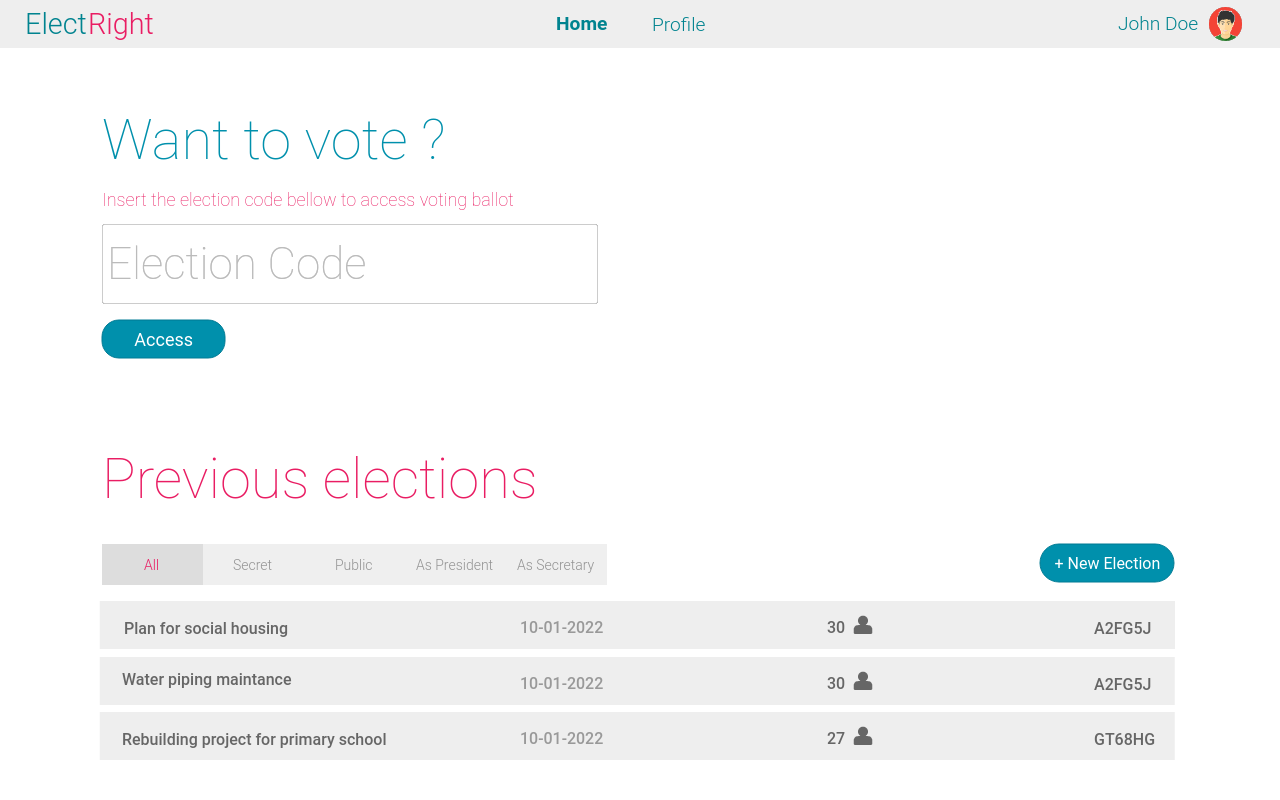 ElectRight Home Profile John Doe
Want to vote ?
Insert the election code bellow to access voting ballot
Election Code
Access
Previous elections
All Secret Public As President As Secretary + New Election
Plan for social housing 10-01-2022 30 A2FG5J
Water piping maintance 10-01-2022 30 A2FG5J
Rebuilding project for primary school 10-01-2022 27 GT68HG